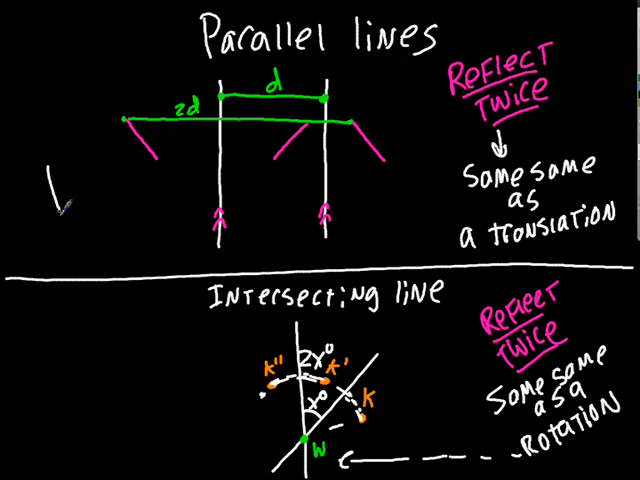 Parallel lines
d
2d
REFLECT
TWICE
Same same
as
a translation
Intersecting line
2x°
K"
K'
x°
K
W
REFLECT
TWICE
Same same
as a
ROTATION